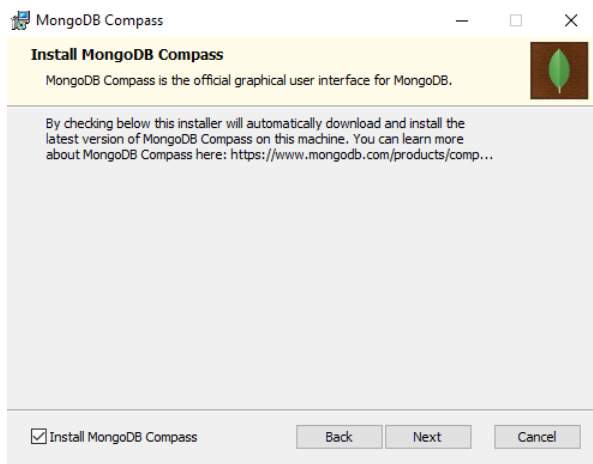 MongoDB Compass
Install MongoDB Compass
MongoDB Compass is the official graphical user interface for MongoDB.
By checking below this installer will automatically download and install the
latest version of MongoDB Compass on this machine. You can learn more
about MongoDB Compass here: https://www.mongodb.com/products/comp...
Install MongoDB Compass
Back
Next
Cancel